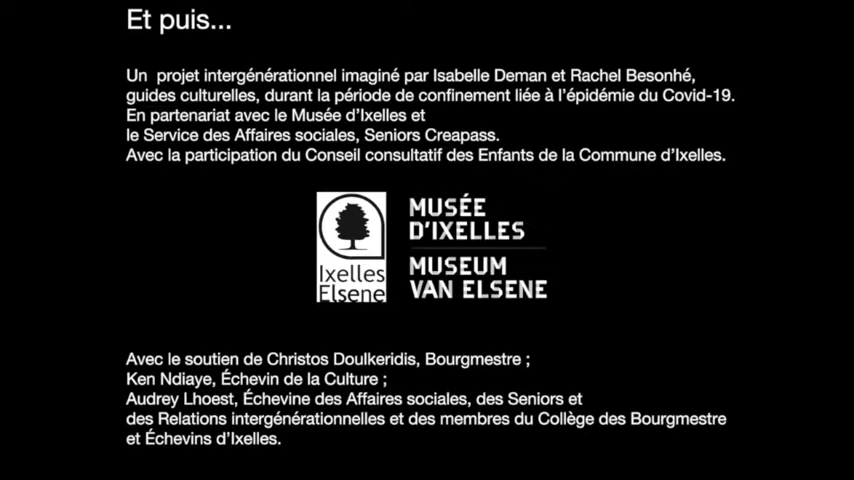 Et puis...
Un projet intergénérationnel imaginé par Isabelle Deman et Rachel Besonhé,
guides culturelles, durant la période de confinement liée à l'épidémie du Covid-19.
En partenariat avec le Musée d'Ixelles et
le Service des Affaires sociales, Seniors Creapass.
Avec la participation du Conseil consultatif des Enfants de la Commune d'Ixelles.
Ixelles
Elsene
MUSÉE
D'IXELLES
MUSEUM
VAN ELSENE
Avec le soutien de Christos Doulkeridis, Bourgmestre ;
Ken Ndiaye, Échevin de la Culture ;
Audrey Lhoest, Échevine des Affaires sociales, des Seniors et
des Relations intergénérationnelles et des membres du Collège des Bourgmestre
et Échevins d'Ixelles.